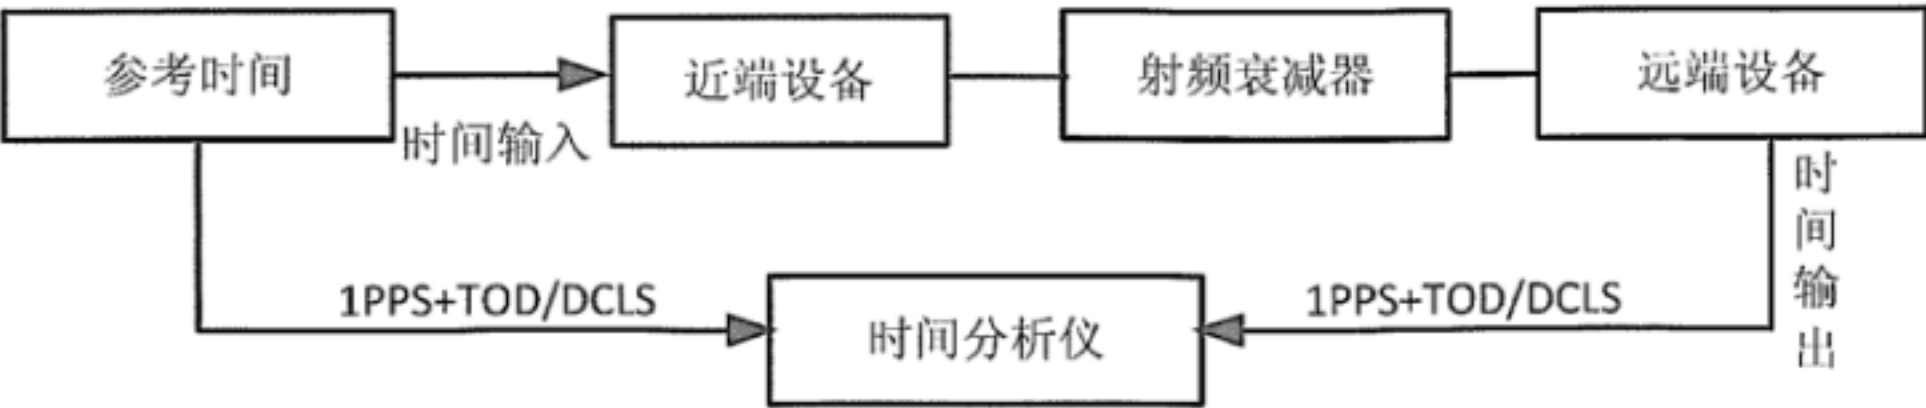 参考时间
时间输入
近端设备
射频衰减器
远端设备
时间输出
1PPS+TOD/DCLS
时间分析仪
1PPS+TOD/DCLS